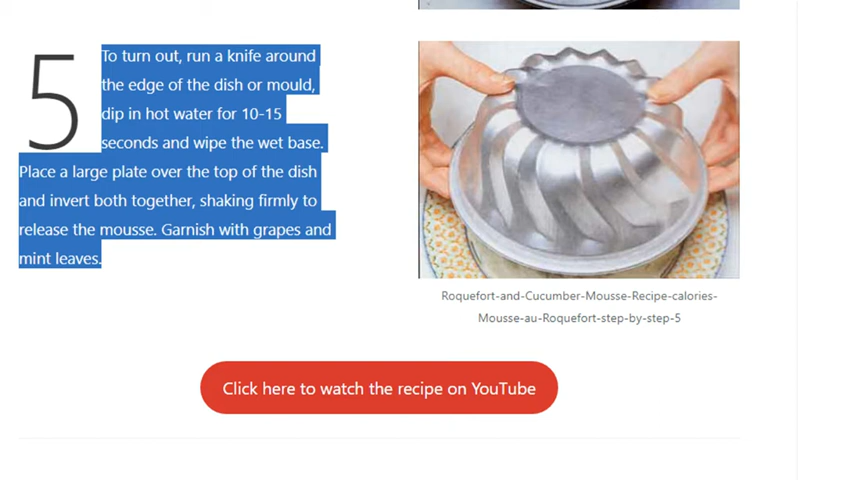 5
To turn out, run a knife around
the edge of the dish or mould,
dip in hot water for 10-15
seconds and wipe the wet base.
Place a large plate over the top of the dish
and invert both together, shaking firmly to
release the mousse. Garnish with grapes and
mint leaves.
Roquefort-and-Cucumber-Mousse-Recipe-calories-
Mousse-au-Roquefort-step-by-step-5
Click here to watch the recipe on YouTube